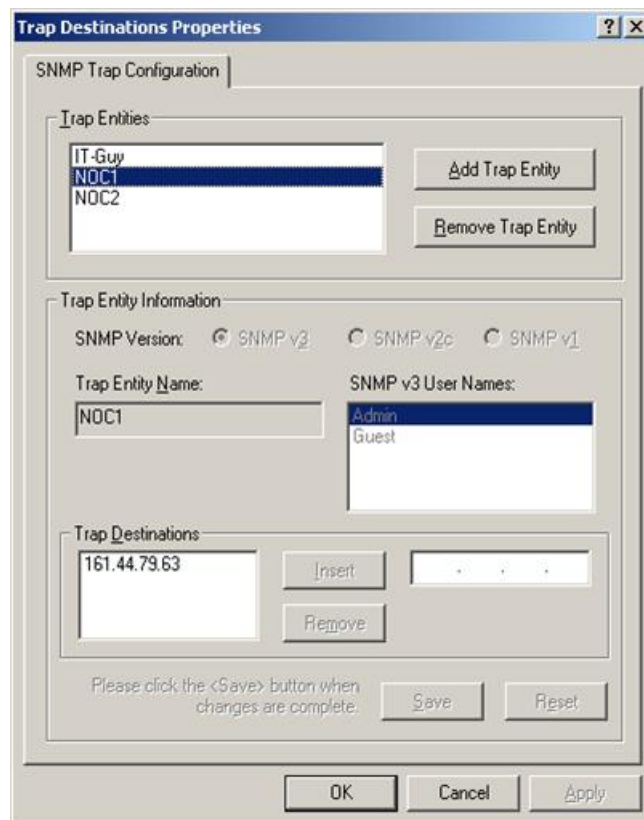 Trap Destinations Properties
SNMP Trap Configuration
Trap Entities
IT-Guy
NOC1
NOC2
Add Trap Entity
Remove Trap Entity
Trap Entity Information
SNMP Version:
SNMP v3
SNMP v2c
SNMP v1
Trap Entity Name:
NOC1
SNMP v3 User Names:
Admin
Guest
Trap Destinations
161.44.79.63
Insert
. . .
Remove
Please click the <Save> button when
changes are complete.
Save
Reset
OK
Cancel
Apply